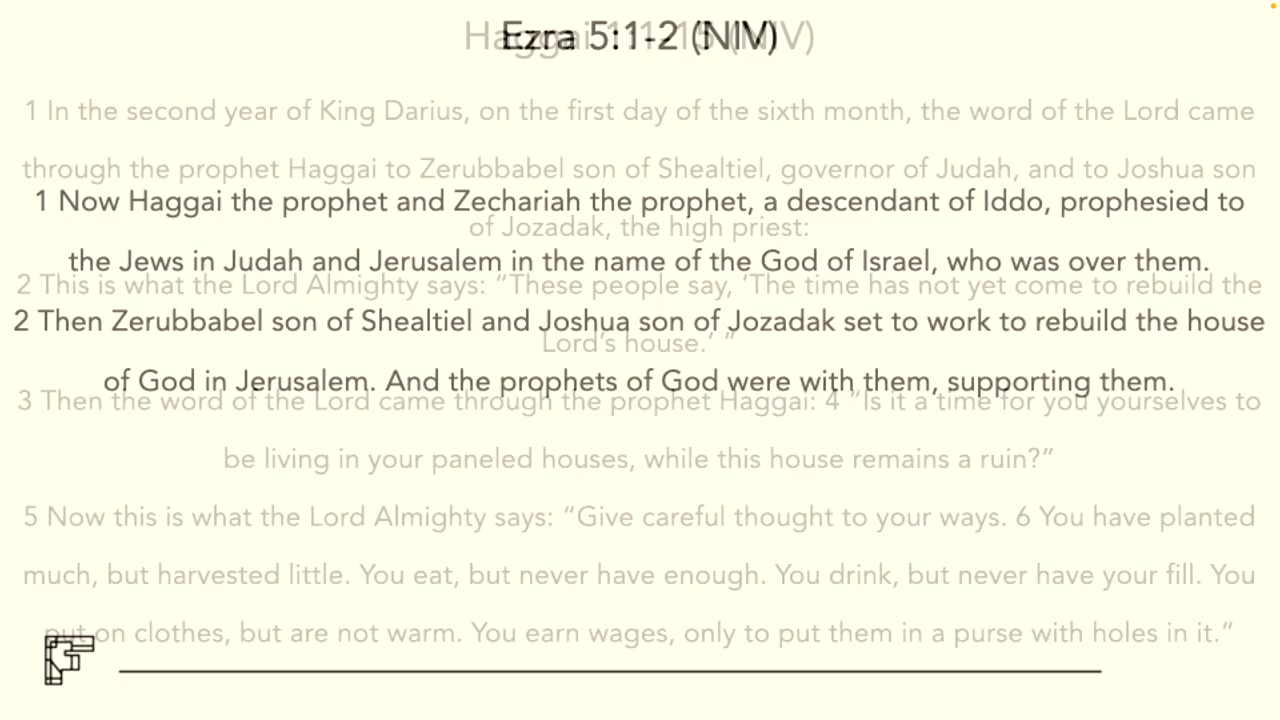 Ezra 5:1-2 (NIV)
1 Now Haggai the prophet and Zechariah the prophet, a descendant of Iddo, prophesied to
the Jews in Judah and Jerusalem in the name of the God of Israel, who was over them.
2 Then Zerubbabel son of Shealtiel and Joshua son of Jozadak set to work to rebuild the house
of God in Jerusalem. And the prophets of God were with them, supporting them.
Haggai (NIV)
1 In the second year of King Darius, on the first day of the sixth month, the word of the Lord came
through the prophet Haggai to Zerubbabel son of Shealtiel, governor of Judah, and to Joshua son
of Jozadak, the high priest:
2 This is what the Lord Almighty says: “These people say, ‘The time has not yet come to rebuild the
Lord’s house.’ ”
3 Then the word of the Lord came through the prophet Haggai: 4 “Is it a time for you yourselves to
be living in your paneled houses, while this house remains a ruin?”
5 Now this is what the Lord Almighty says: “Give careful thought to your ways. 6 You have planted
much, but harvested little. You eat, but never have enough. You drink, but never have your fill. You
put on clothes, but are not warm. You earn wages, only to put them in a purse with holes in it.”